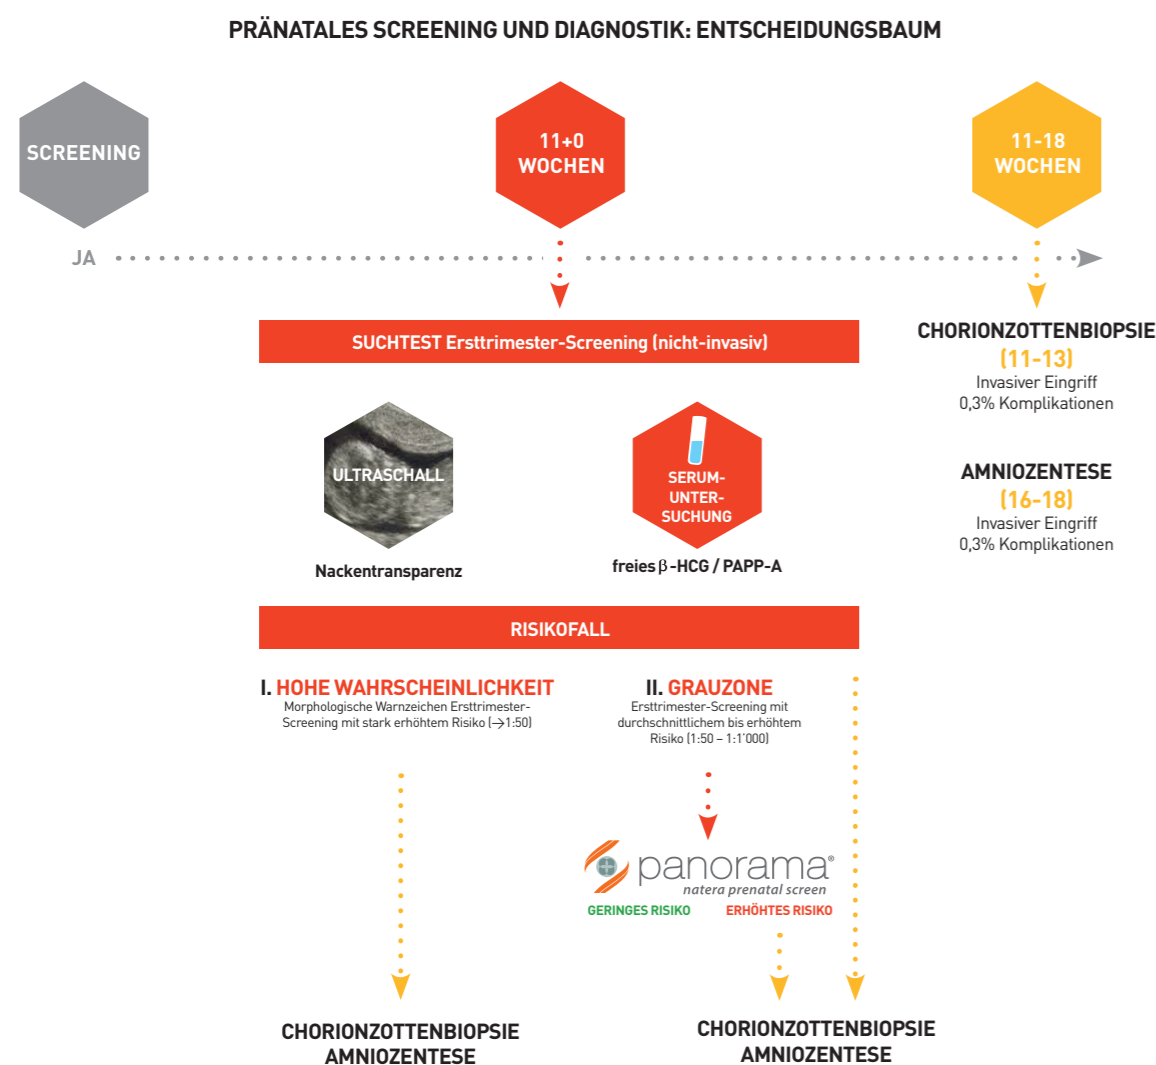 PRÄNATALES SCREENING UND DIAGNOSTIK: ENTSCHEIDUNGSBAUM
SCREENING
11+0
WOCHEN
11-18
WOCHEN
JA
SUCHTEST Ersttrimester-Screening (nicht-invasiv)
ULTRASCHALL
Nackentransparenz
SERUM-
UNTER-
SUCHUNG
freies β-HCG / PAPP-A
CHORIONZOTTENBIOPSIE
(11-13)
Invasiver Eingriff
0,3% Komplikationen
AMNIOZENTESE
(16-18)
Invasiver Eingriff
0,3% Komplikationen
RISIKOFALL
I. HOHE WAHRSCHEINLICHKEIT
Morphologische Warnzeichen Ersttrimester-
Screening mit stark erhöhtem Risiko (→1:50)
II. GRAUZONE
Ersttrimester-Screening mit
durchschnittlichem bis erhöhtem
Risiko (1:50 – 1:1'000)
panorama®
natera prenatal screen
GERINGES RISIKO ERHÖHTES RISIKO
CHORIONZOTTENBIOPSIE
AMNIOZENTESE
CHORIONZOTTENBIOPSIE
AMNIOZENTESE